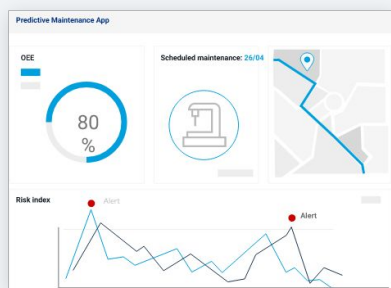 Predictive Maintenance App
OEE
80
%
Scheduled maintenance: 26/04
Risk index
Alert
Alert